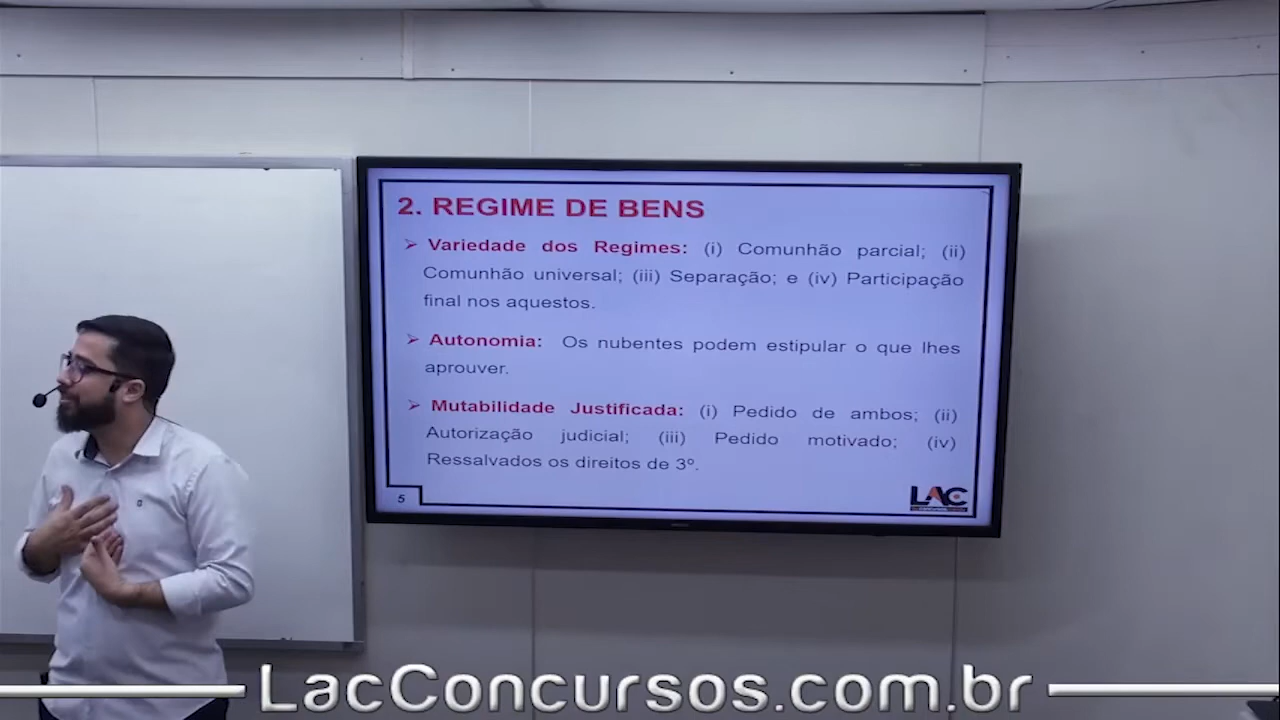 2. REGIME DE BENS
➢ Variedade dos Regimes: (i) Comunhão parcial; (ii)
Comunhão universal; (iii) Separação; e (iv) Participação
final nos aquestos.
➢ Autonomia: Os nubentes podem estipular o que lhes
aprouver.
➢ Mutabilidade Justificada: (i) Pedido de ambos; (ii)
Autorização judicial; (iii) Pedido motivado; (iv)
Ressalvados os direitos de 3º.
5
LAC
LacConcursos.com.br